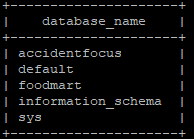 database_name
accidentfocus
default
foodmart
information_schema
sys